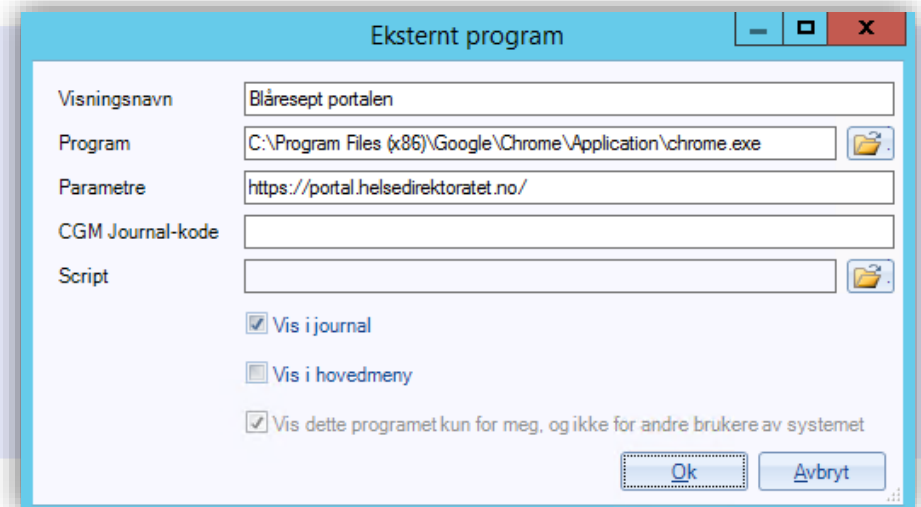 Eksternt program
Visningsnavn Blåresept portalen
Program C:\Program Files (x86)\Google\Chrome\Application\chrome.exe
Parametre https://portal.helsedirektoratet.no/
CGM Journal-kode
Script
Vis i journal
Vis i hovedmeny
Vis dette programet kun for meg, og ikke for andre brukere av systemet
Ok Avbryt